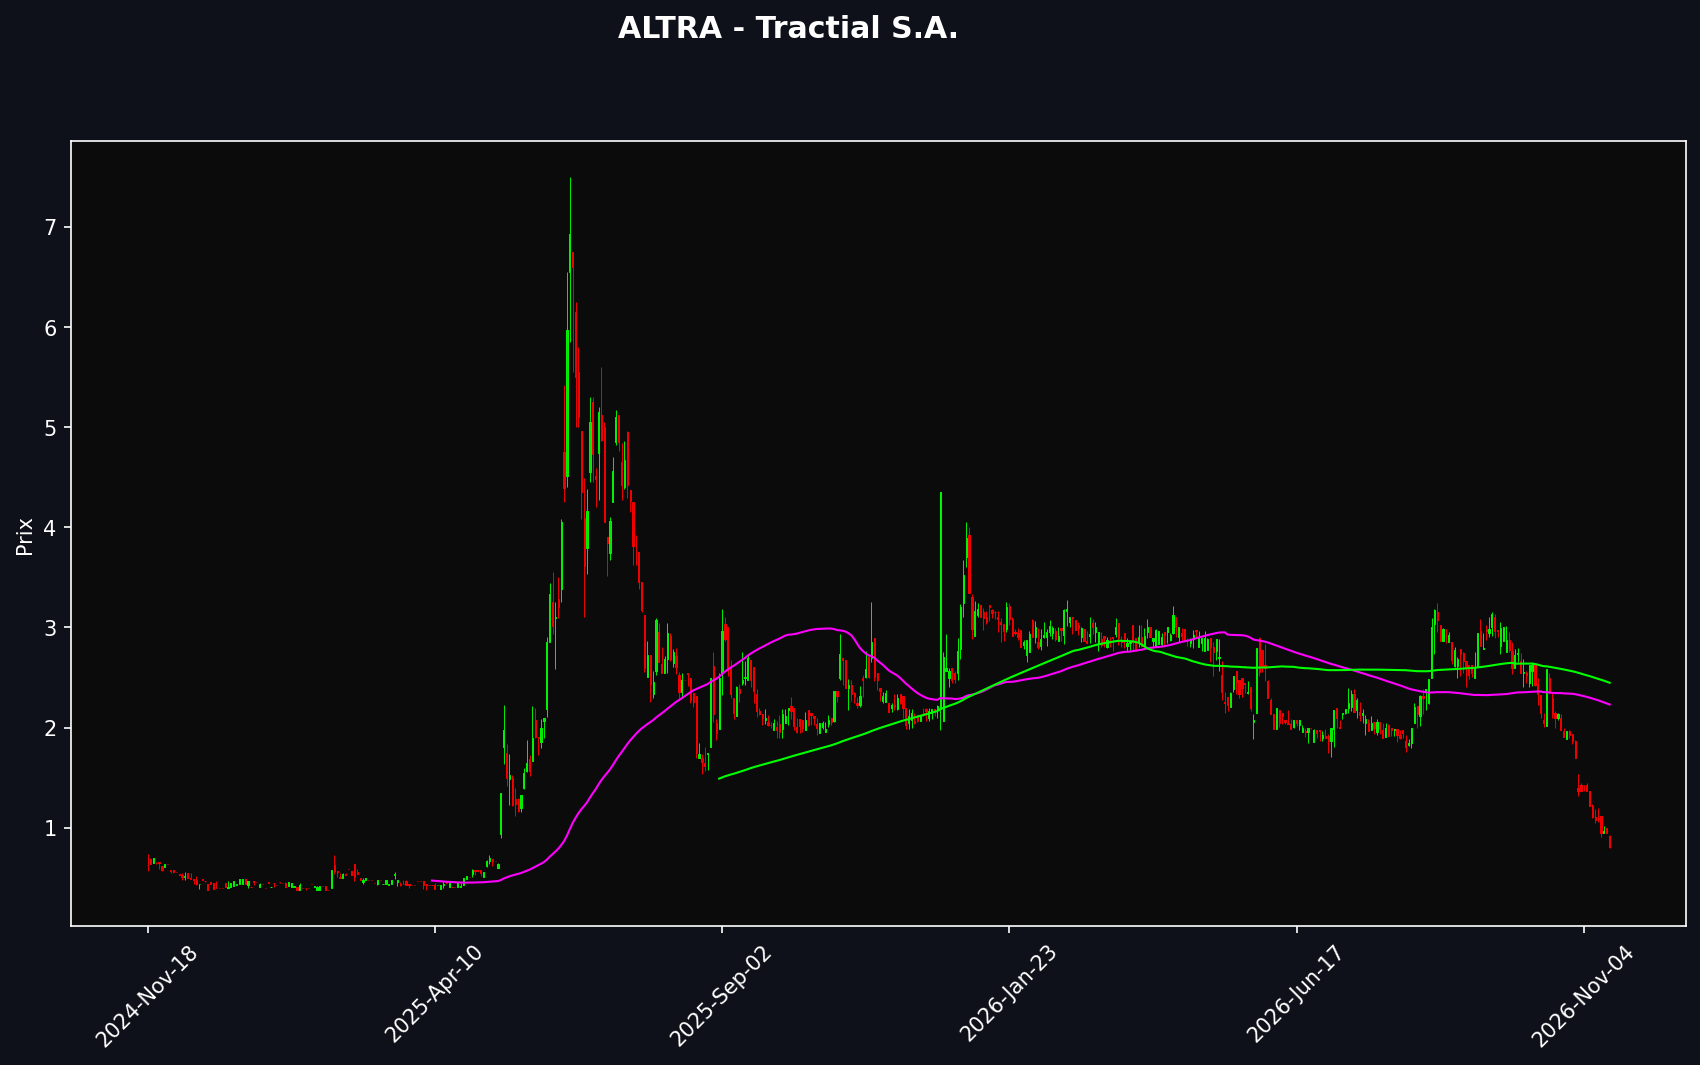 ALTRA - Tractial S.A.
Prix
7
6
5
4
3
2
1
2024-Nov-18
2025-Apr-10
2025-Sep-02
2026-Jan-23
2026-Jun-17
2026-Nov-04